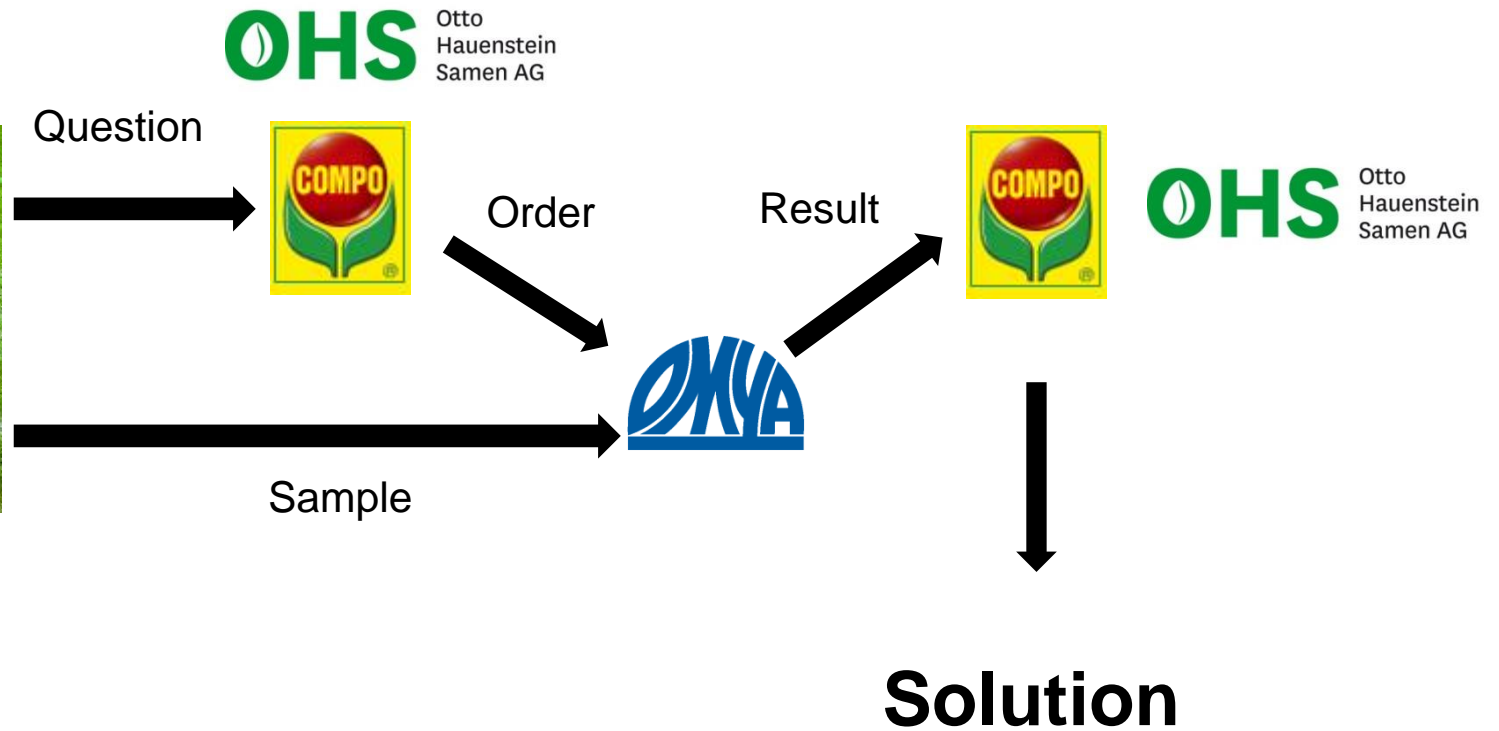 OHS
Otto
Hauenstein
Samen AG
Question
COMPO
®
Order
Result
COMPO
®
OHS
Otto
Hauenstein
Samen AG
OMYA
Sample
Solution